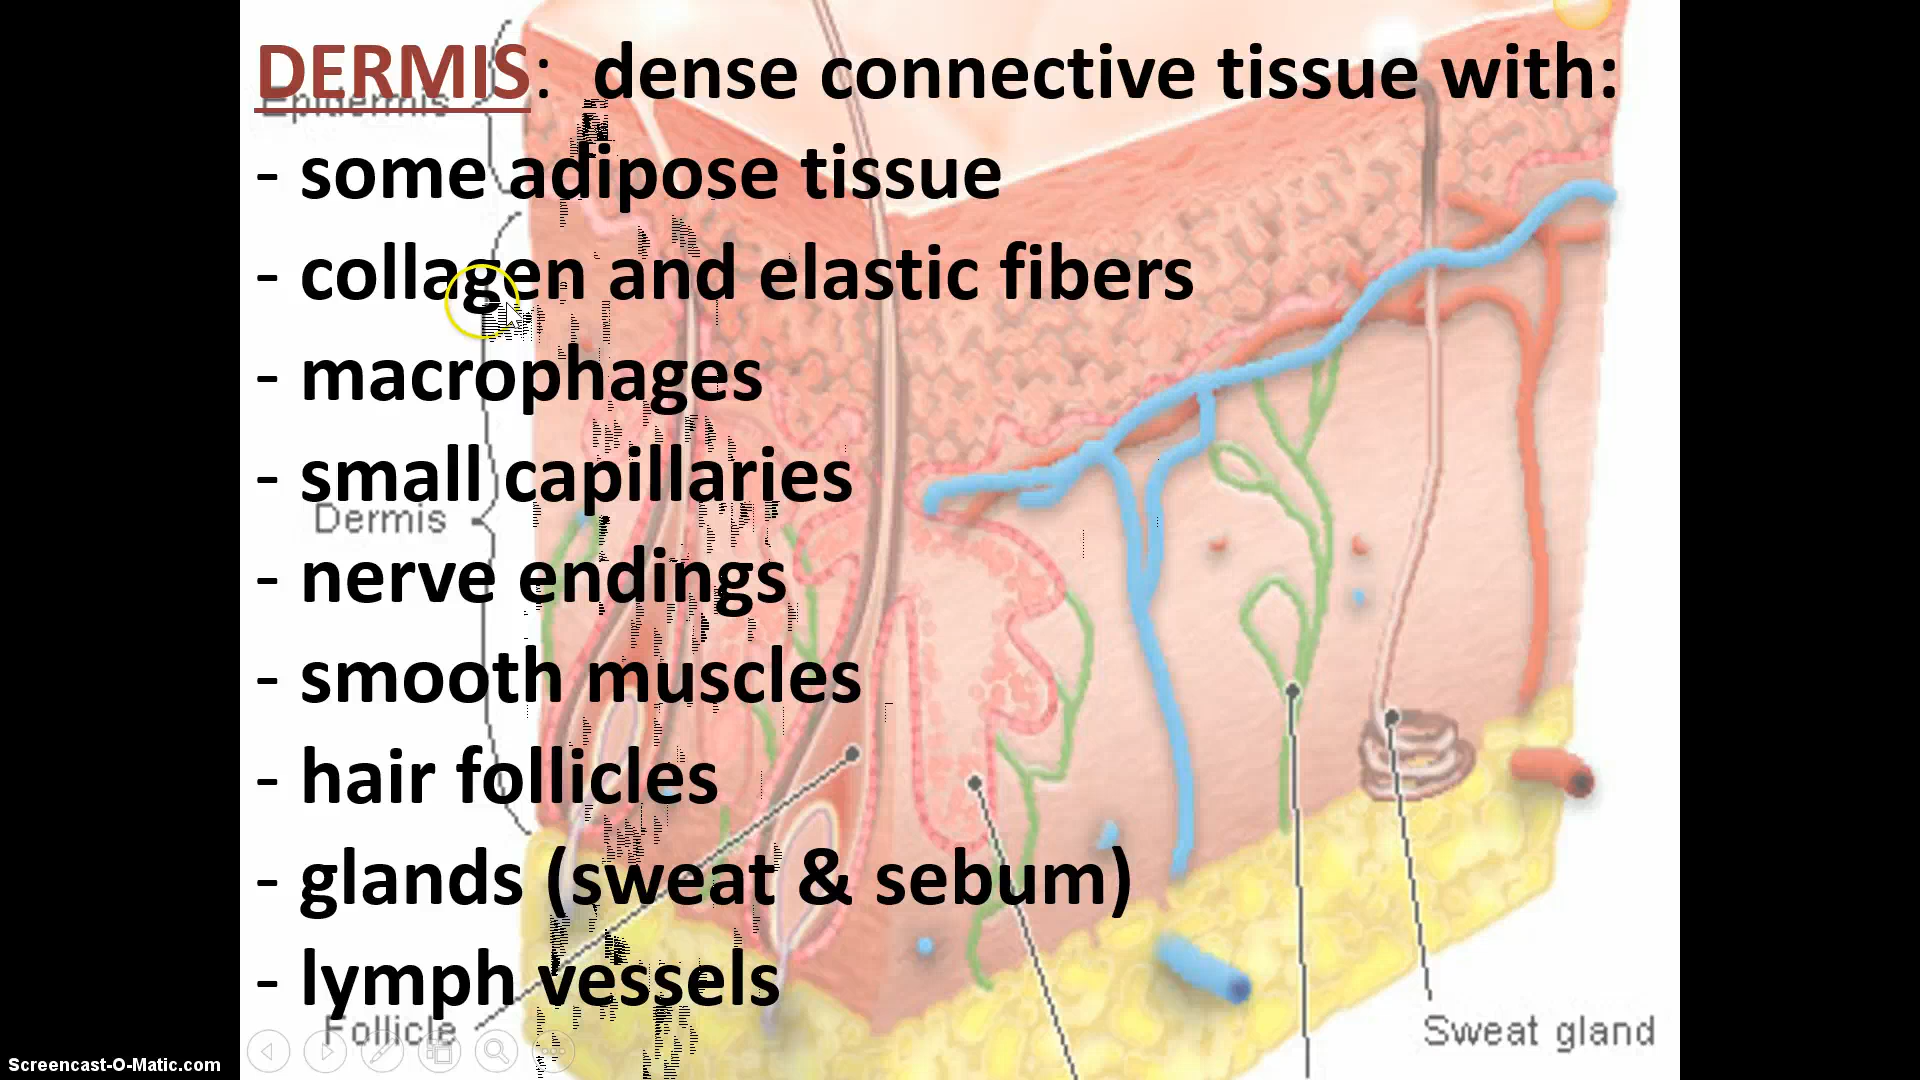 DERMIS: dense connective tissue with:
Epidermis
- some adipose tissue
- collagen and elastic fibers
- macrophages
- small capillaries
Dermis
- nerve endings
- smooth muscles
- hair follicles
- glands (sweat & sebum)
- lymph vessels
Follicle
Sweat gland
Screencast-O-Matic.com